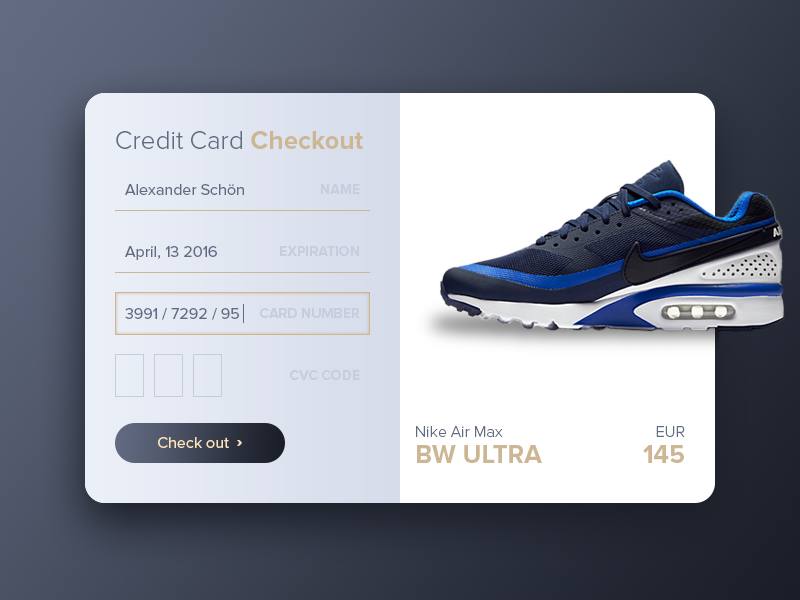 Credit Card Checkout
Alexander Schön NAME
April, 13 2016 EXPIRATION
3991 / 7292 / 95 CARD NUMBER
CVC CODE
Check out ›
Nike Air Max EUR
BW ULTRA 145